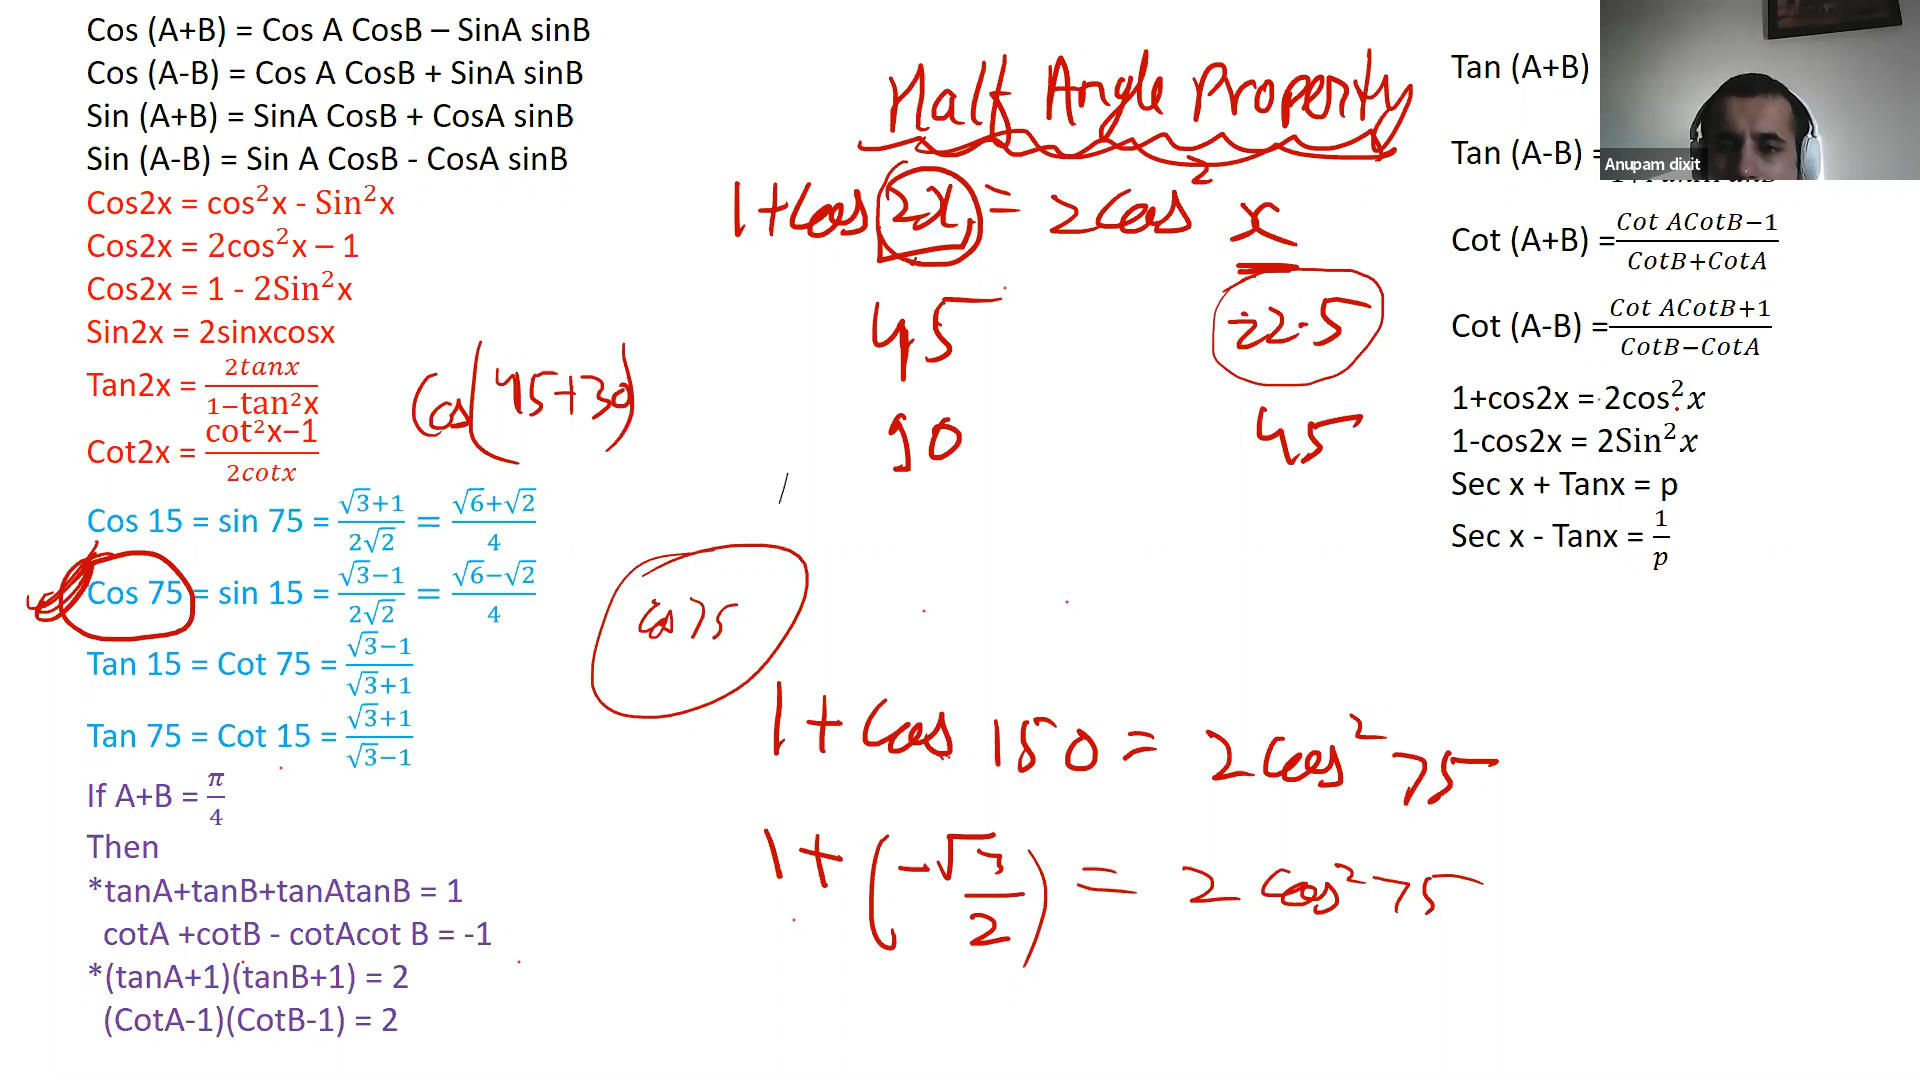 Cos (A+B) = Cos A CosB – SinA sinB
Cos (A-B) = Cos A CosB + SinA sinB
Sin (A+B) = SinA CosB + CosA sinB
Sin (A-B) = Sin A CosB - CosA sinB
Cos2x = cos²x - Sin²x
Cos2x = 2cos²x – 1
Cos2x = 1 - 2Sin²x
Sin2x = 2sinxcosx
Tan2x = 2tanx / 1−tan²x
Cot2x = cot²x−1 / 2cotx
Cos 15 = sin 75 = √3+1 / 2√2 = √6+√2 / 4
Cos 75 = sin 15 = √3−1 / 2√2 = √6−√2 / 4
Tan 15 = Cot 75 = √3−1 / √3+1
Tan 75 = Cot 15 = √3+1 / √3−1
If A+B = π / 4
Then
*tanA+tanB+tanAtanB = 1
cotA +cotB - cotAcot B = -1
*(tanA+1)(tanB+1) = 2
(CotA-1)(CotB-1) = 2
Cos(45+30)
Half Angle Property
1+Cos 2x = 2Cos² x
45 22.5
90 45
Cos 75
1+Cos 150 = 2Cos² 75
1+(-√3 / 2) = 2 Cos² 75
Tan (A+B)
Tan (A-B) =
Cot (A+B) = Cot ACotB−1 / CotB+CotA
Cot (A-B) = Cot ACotB+1 / CotB−CotA
1+cos2x = 2cos²x
1-cos2x = 2Sin²x
Sec x + Tanx = p
Sec x - Tanx = 1 / p
Anupam dixit